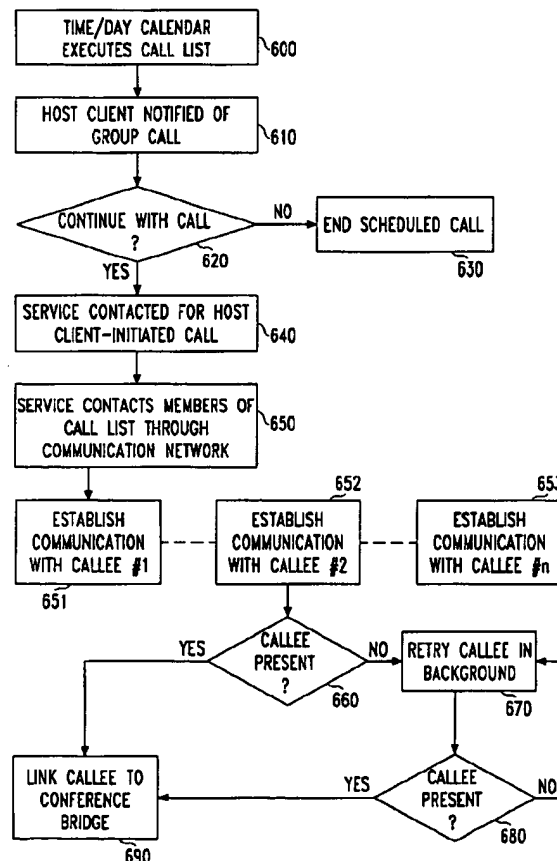 TIME/DAY CALENDAR
EXECUTES CALL LIST
600
HOST CLIENT NOTIFIED OF
GROUP CALL
610
CONTINUE WITH CALL
?
620
NO
END SCHEDULED CALL
630
YES
SERVICE CONTACTED FOR HOST
CLIENT-INITIATED CALL
640
SERVICE CONTACTS MEMBERS OF
CALL LIST THROUGH
COMMUNICATION NETWORK
650
ESTABLISH
COMMUNICATION
WITH CALLEE #1
651
652
ESTABLISH
COMMUNICATION
WITH CALLEE #2
653
ESTABLISH
COMMUNICATION
WITH CALLEE #n
YES
CALLEE
PRESENT
?
660
NO
RETRY CALLEE IN
BACKGROUND
670
LINK CALLEE TO
CONFERENCE
BRIDGE
690
YES
CALLEE
PRESENT
?
680
NO